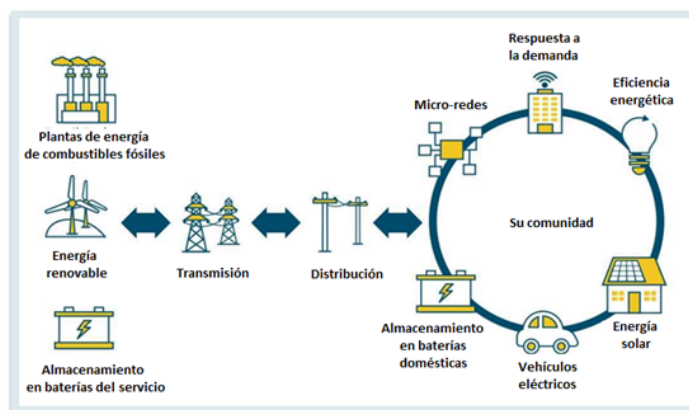 Plantas de energía
de combustibles fósiles
Energía
renovable
Almacenamiento
en baterías del servicio
Transmisión
Distribución
Respuesta a
la demanda
Micro-redes
Eficiencia
energética
Su comunidad
Almacenamiento
en baterías
domésticas
Vehículos
eléctricos
Energía
solar